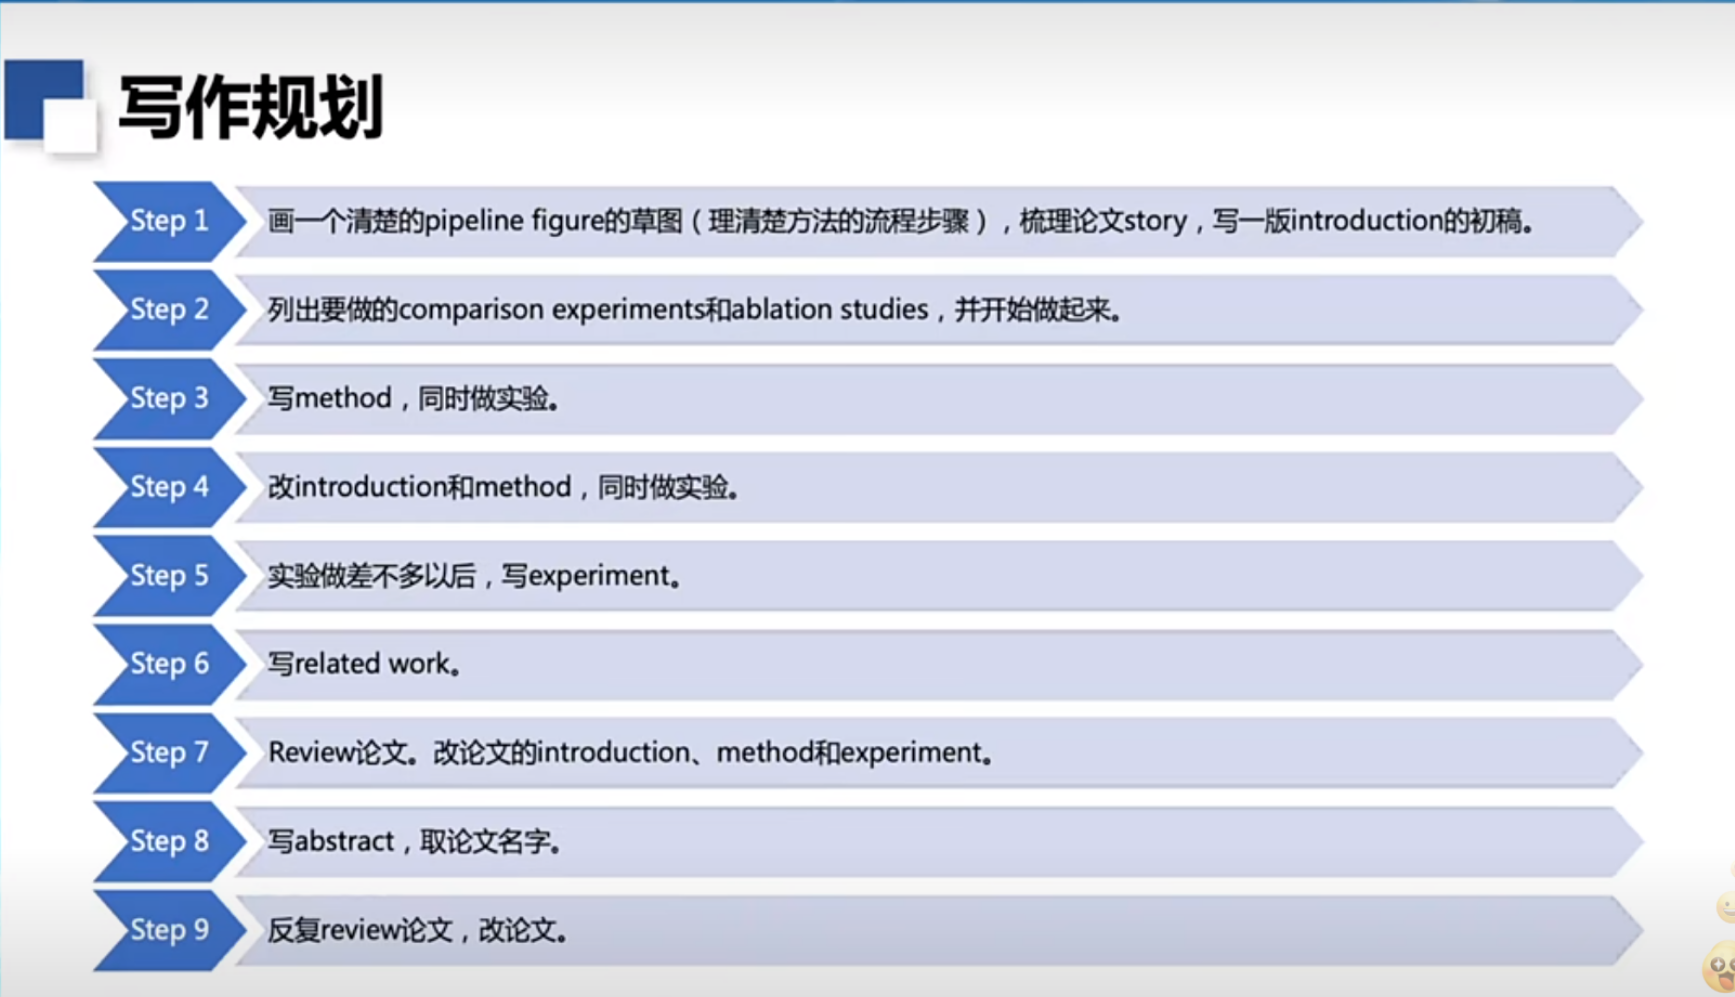 写作规划
Step 1
画一个清楚的pipeline figure的草图（理清楚方法的流程步骤），梳理论文story，写一版introduction的初稿。
Step 2
列出要做的comparison experiments和ablation studies，并开始做起来。
Step 3
写method，同时做实验。
Step 4
改introduction和method，同时做实验。
Step 5
实验做差不多以后，写experiment。
Step 6
写related work。
Step 7
Review论文。改论文的introduction、method和experiment。
Step 8
写abstract，取论文名字。
Step 9
反复review论文，改论文。